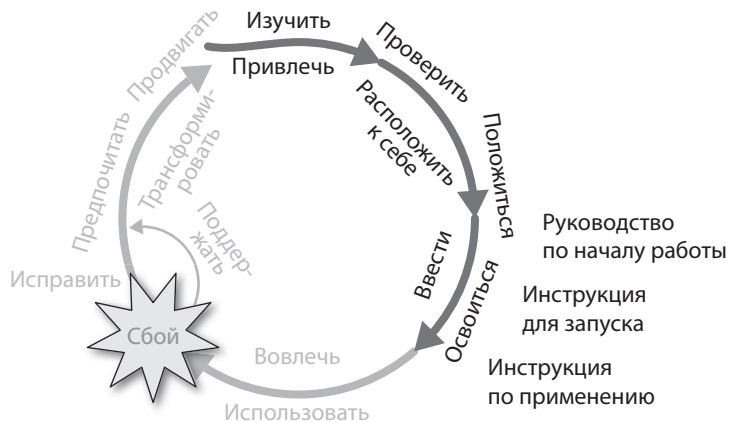 Изучить
Привлечь
Проверить
Расположить
к себе
Положиться
Руководство
по началу работы
Ввести
Освоиться
Инструкция
для запуска
Инструкция
по применению
Вовлечь
Использовать
Сбой
Исправить
Поддер-
жать
Предпочитать
Трансформи-
ровать
Продвигать